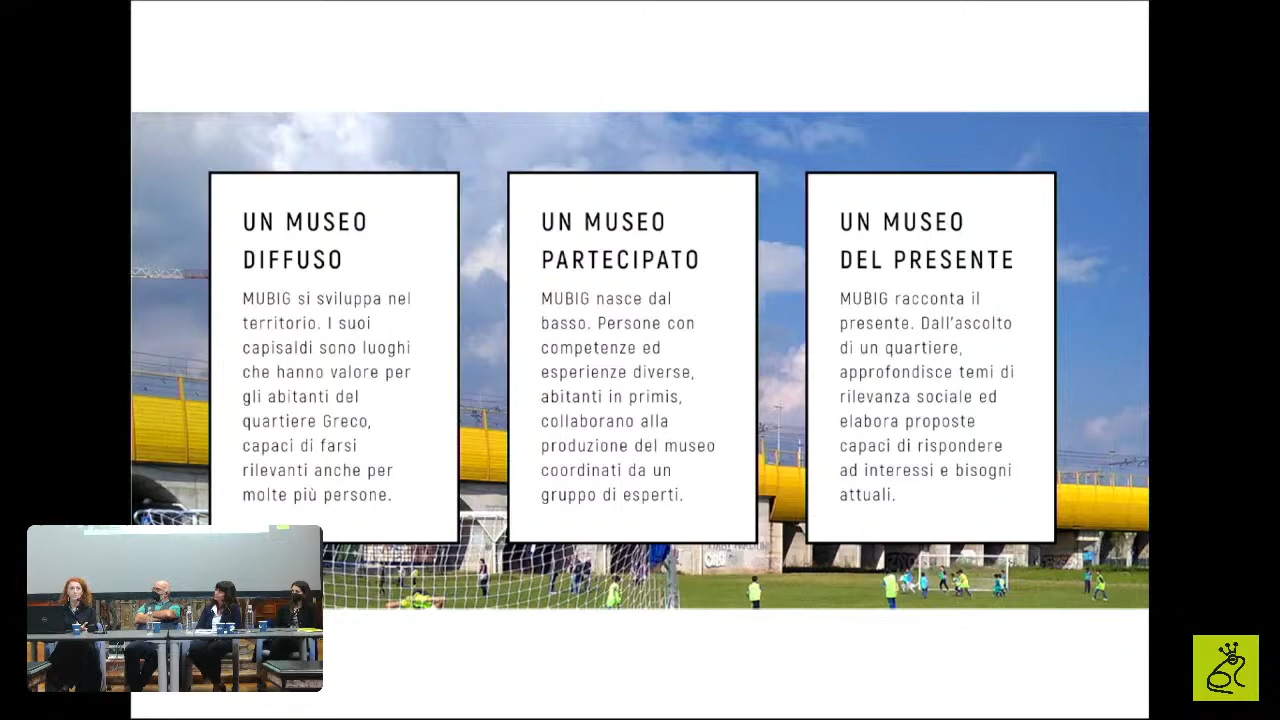 UN MUSEO
DIFFUSO
MUBIG si sviluppa nel
territorio. I suoi
capisaldi sono luoghi
che hanno valore per
gli abitanti del
quartiere Greco,
capaci di farsi
rilevanti anche per
molte più persone.
UN MUSEO
PARTECIPATO
MUBIG nasce dal
basso. Persone con
competenze ed
esperienze diverse,
abitanti in primis,
collaborano alla
produzione del museo
coordinati da un
gruppo di esperti.
UN MUSEO
DEL PRESENTE
MUBIG racconta il
presente. Dall'ascolto
di un quartiere,
approfondisce temi di
rilevanza sociale ed
elabora proposte
capaci di rispondere
ad interessi e bisogni
attuali.